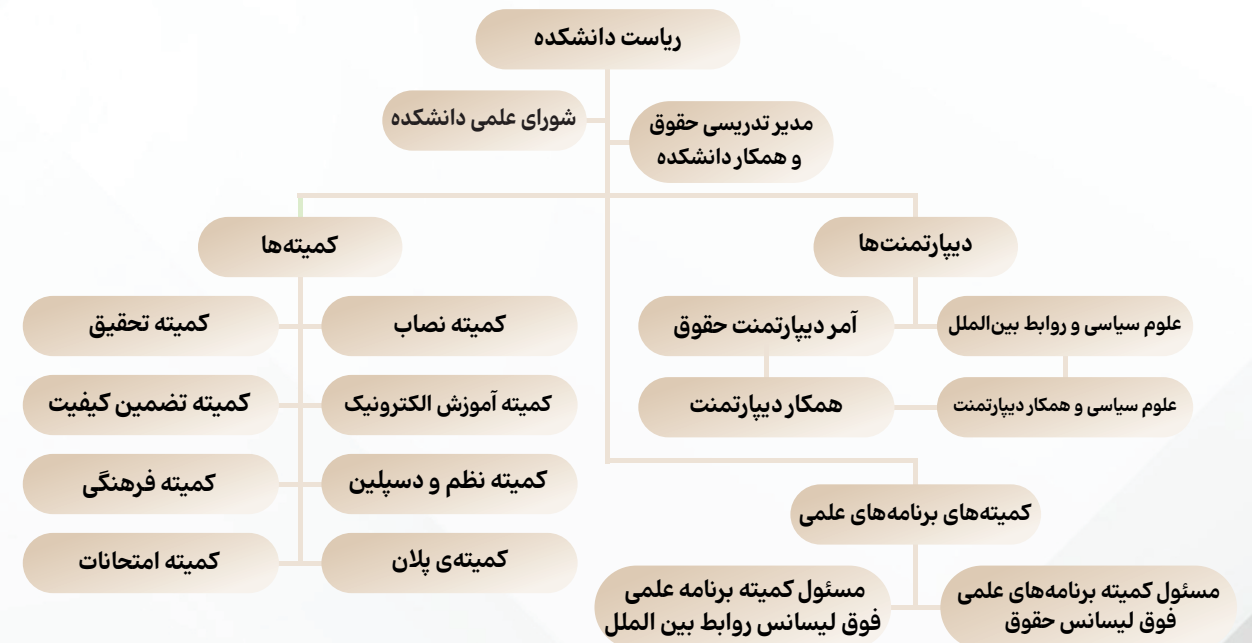 ریاست دانشکده
شورای علمی دانشکده
مدیر تدریسی حقوق
و همکار دانشکده
دیپارتمنت‌ها
علوم سیاسی و روابط بین‌الملل
آمر دیپارتمنت حقوق
علوم سیاسی و همکار دیپارتمنت
همکار دیپارتمنت
کمیته‌ها
کمیته نصاب
کمیته تحقیق
کمیته آموزش الکترونیک
کمیته تضمین کیفیت
کمیته نظم و دسپلین
کمیته فرهنگی
کمیته‌ی پلان
کمیته امتحانات
کمیته‌های برنامه‌های علمی
مسئول کمیته برنامه‌های علمی
فوق لیسانس حقوق
مسئول کمیته برنامه علمی
فوق لیسانس روابط بین الملل